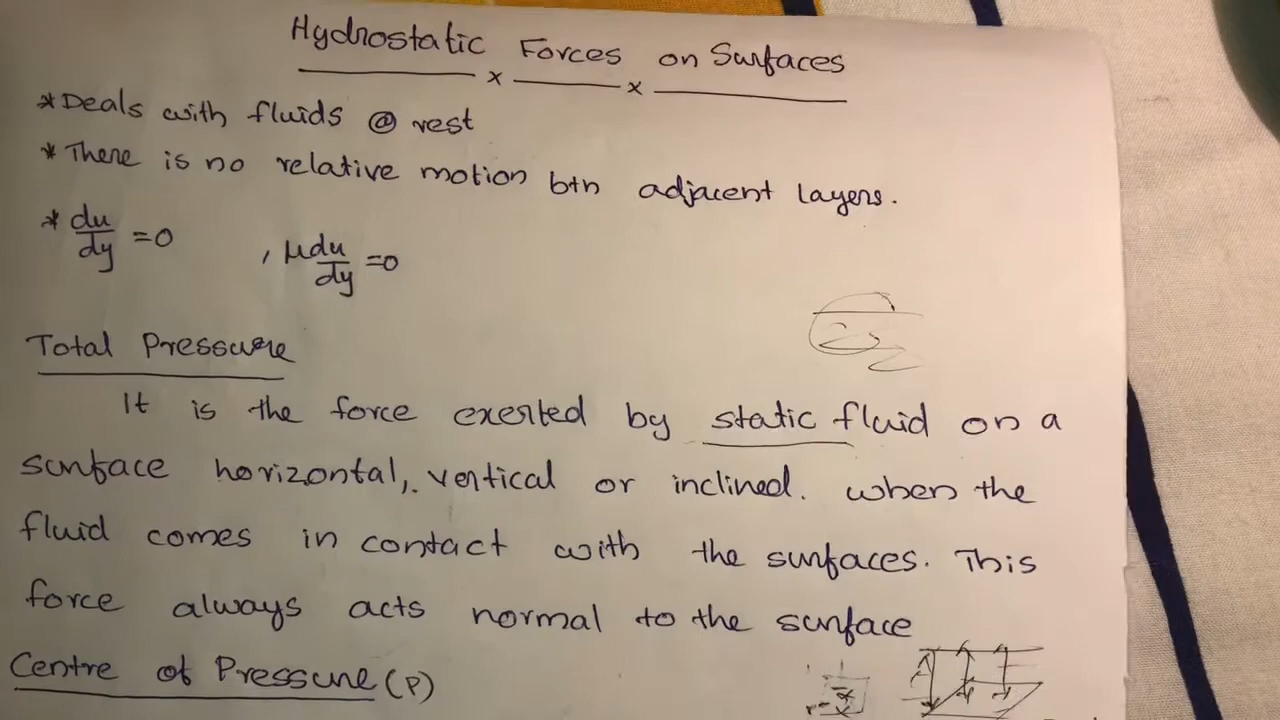 Hydrostatic Forces on Surfaces
* Deals with fluids @ rest
* There is no relative motion btn adjacent layers.
* du/dy = 0 , μdu/dy = 0
Total Pressure
It is the force exerted by static fluid on a
surface horizontal, vertical or inclined. when the
fluid comes in contact with the surfaces. This
force always acts normal to the surface
Centre of Pressure (P)